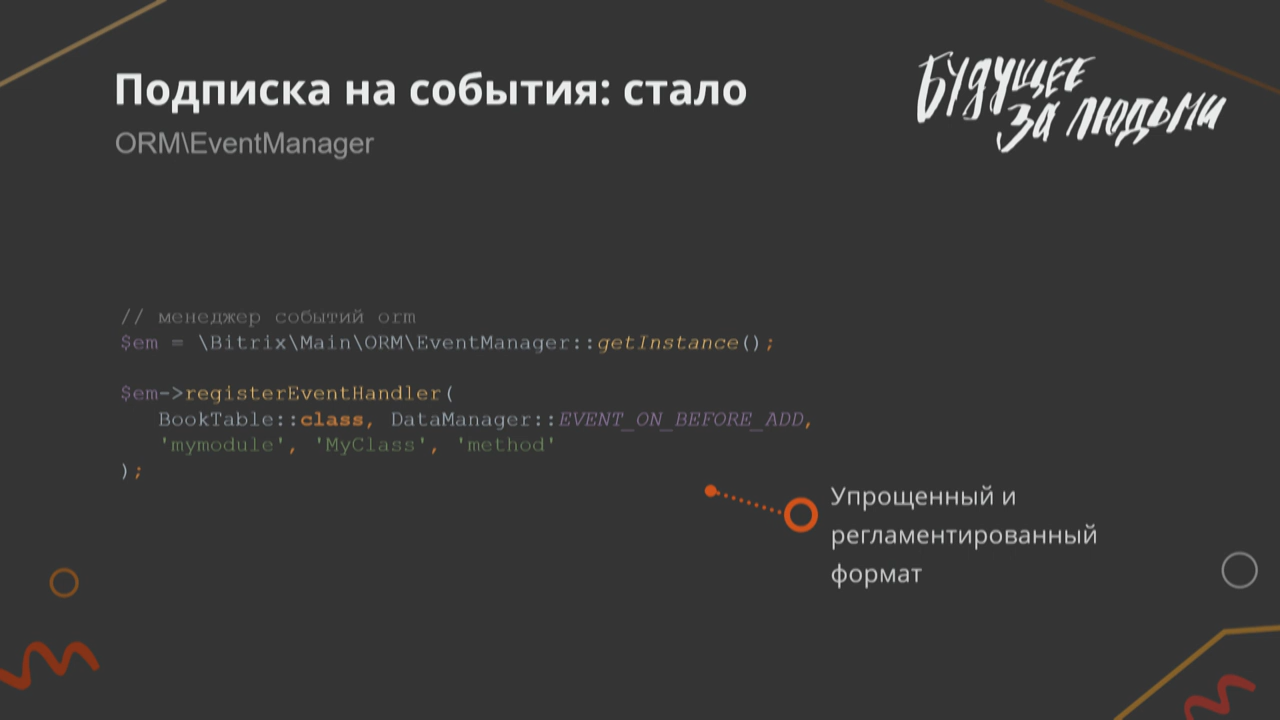 Подписка на события: стало
ORM\EventManager
БУДУЩЕЕ
ЗА ЛЮДЬМИ
// менеджер событий orm
$em = \Bitrix\Main\ORM\EventManager::getInstance();
$em->registerEventHandler(
BookTable::class, DataManager::EVENT_ON_BEFORE_ADD,
'mymodule', 'MyClass', 'method'
);
Упрощенный и
регламентированный
формат